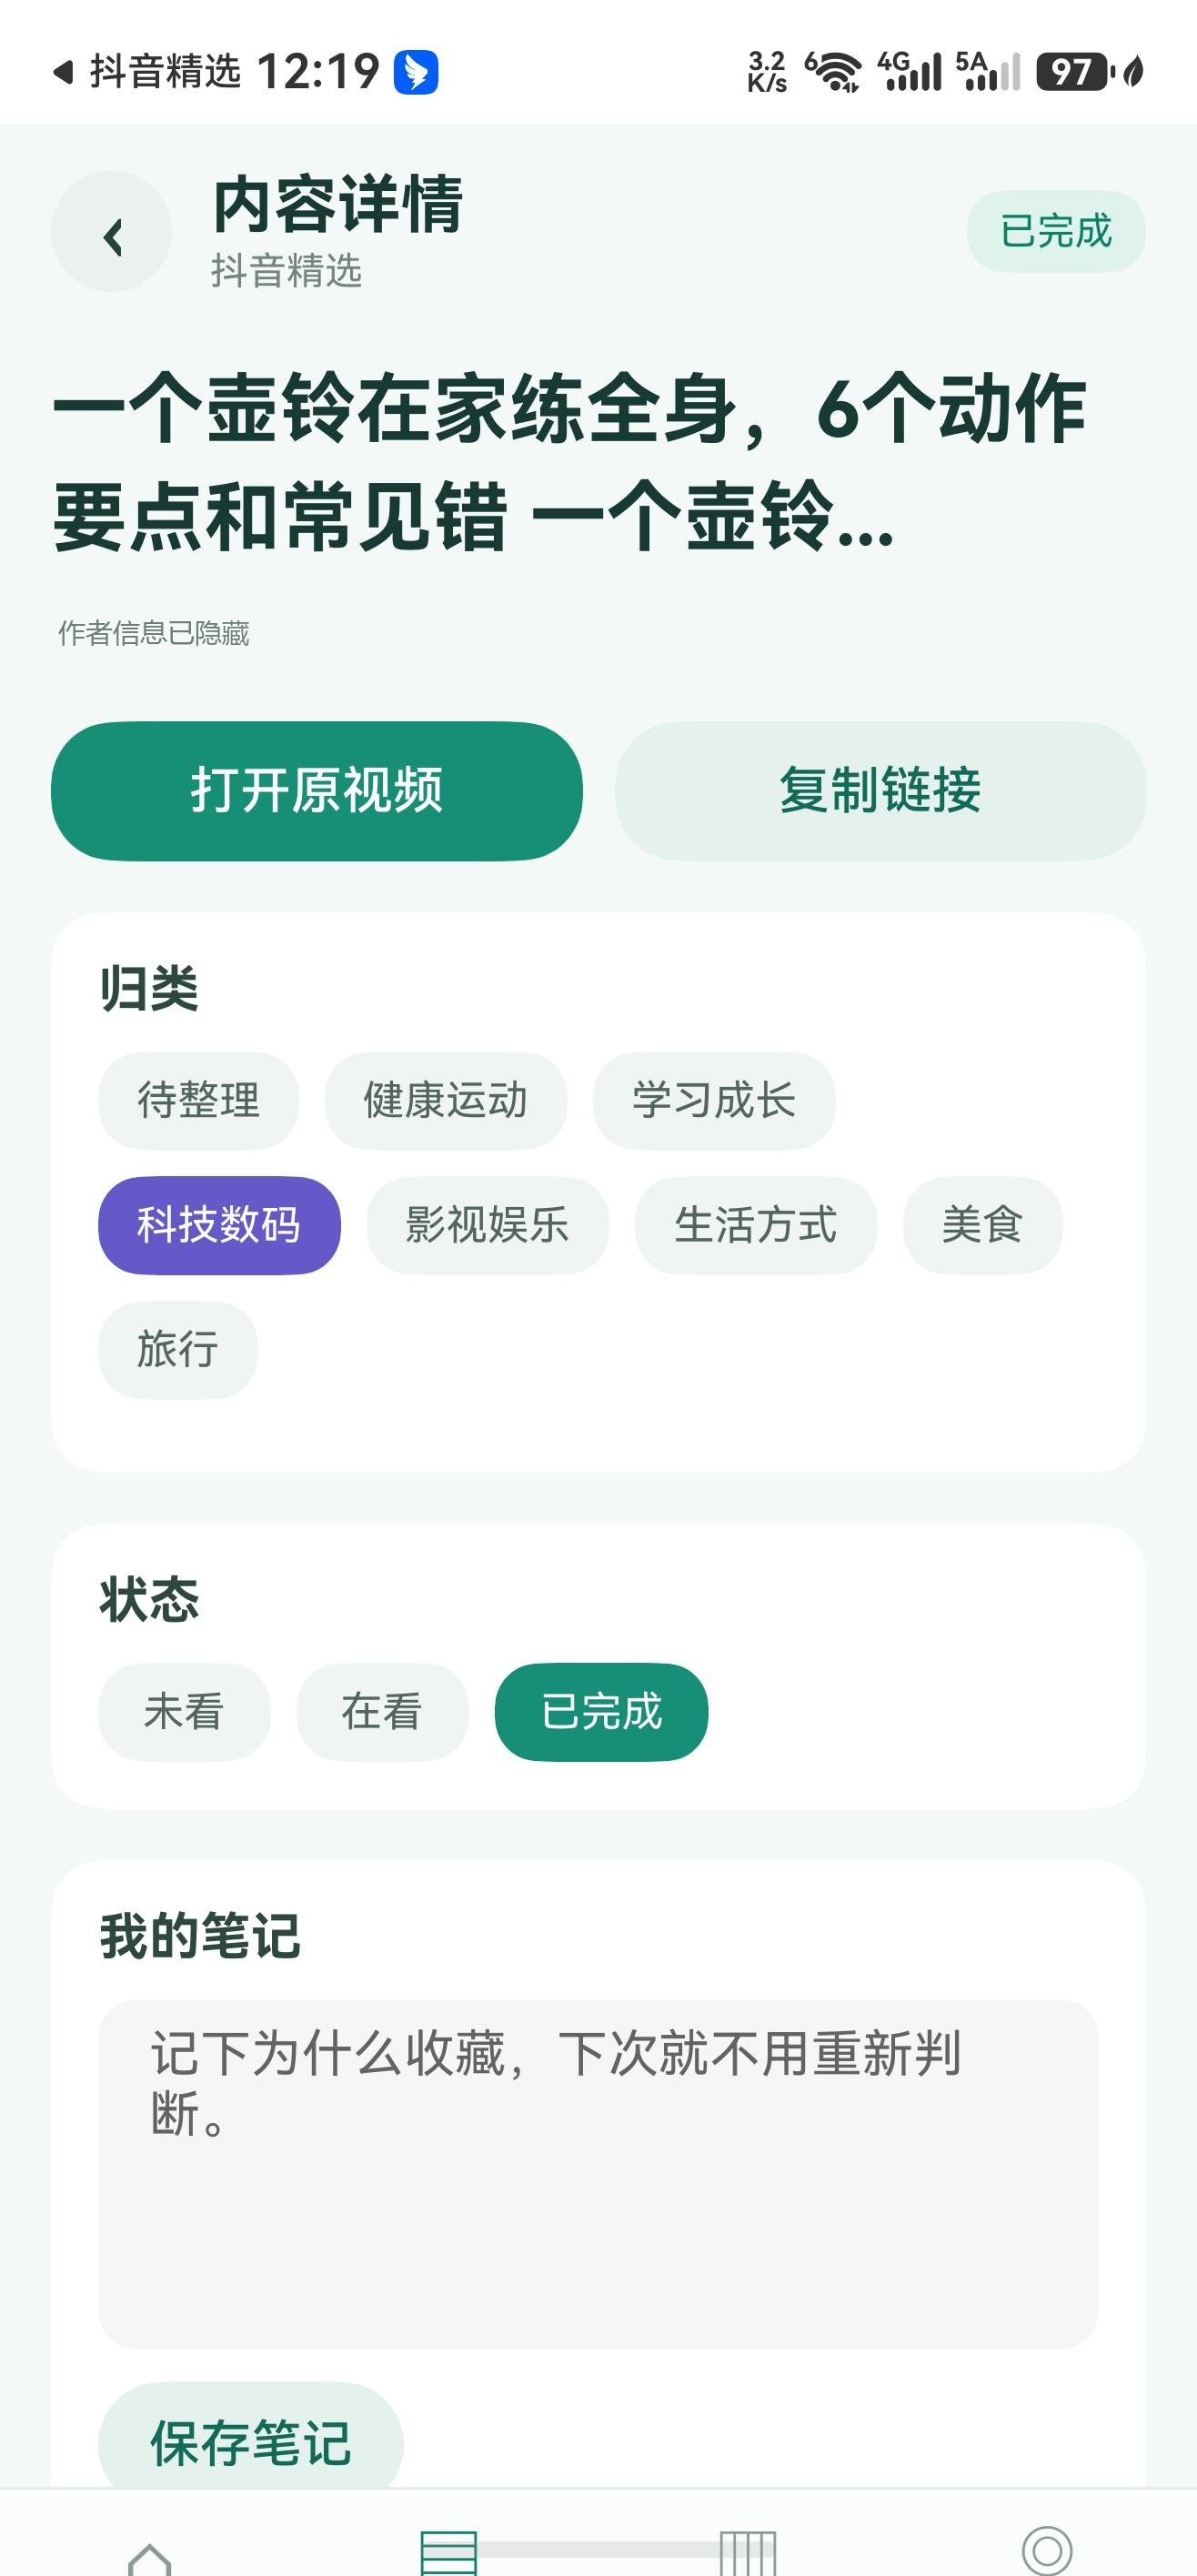 抖音精选 12:19 3.2 K/s 6 4G 5A 97
内容详情
抖音精选
已完成
一个壶铃在家练全身，6个动作
要点和常见错 一个壶铃...
作者信息已隐藏
打开原视频 复制链接
归类
待整理 健康运动 学习成长
科技数码 影视娱乐 生活方式 美食
旅行
状态
未看 在看 已完成
我的笔记
记下为什么收藏，下次就不用重新判
断。
保存笔记